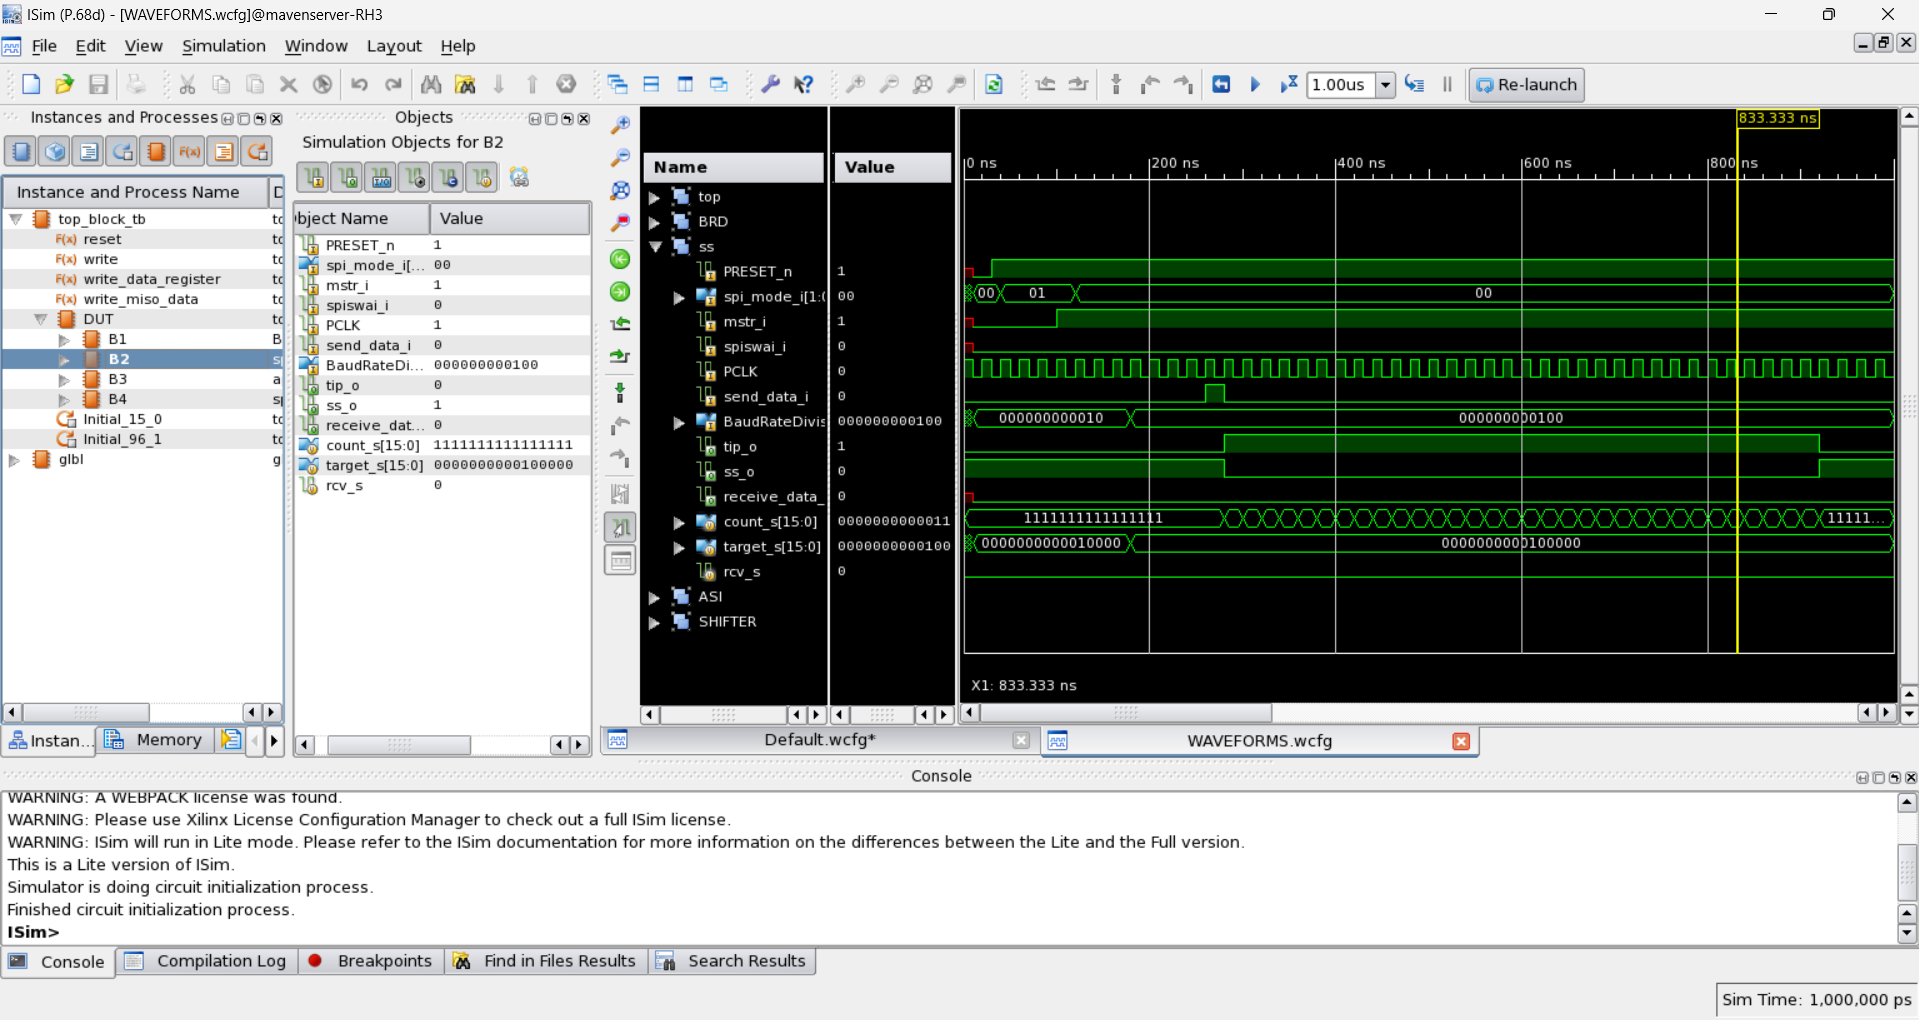 ISim (P.68d) - [WAVEFORMS.wcfg]@mavenserver-RH3
File Edit View Simulation Window Layout Help
1.00us Re-launch
Instances and Processes
Instance and Process Name
top_block_tb
reset
write
write_data_register
write_miso_data
DUT
B1
B2
B3
B4
Initial_15_0
Initial_96_1
glbl
Instan... Memory
Objects
Simulation Objects for B2
bject Name Value
PRESET_n 1
spi_mode_i[... 00
mstr_i 1
spiswai_i 0
PCLK 1
send_data_i 0
BaudRateDi... 000000000100
tip_o 0
ss_o 1
receive_dat... 0
count_s[15:0] 1111111111111111
target_s[15:0] 0000000000100000
rcv_s 0
Name Value
top
BRD
ss
PRESET_n 1
spi_mode_i[1:( 00
mstr_i 1
spiswai_i 0
PCLK 0
send_data_i 0
BaudRateDivis 000000000100
tip_o 1
ss_o 0
receive_data_ 0
count_s[15:0] 0000000000011
target_s[15:0] 0000000000100
rcv_s 0
ASI
SHIFTER
833.333 ns
0 ns 200 ns 400 ns 600 ns 800 ns
00 01 00
000000000010 000000000100
1111111111111111 11111...
0000000000010000 0000000000100000
X1: 833.333 ns
Default.wcfg* WAVEFORMS.wcfg
Console
WARNING: A WEBPACK license was found.
WARNING: Please use Xilinx License Configuration Manager to check out a full ISim license.
WARNING: ISim will run in Lite mode. Please refer to the ISim documentation for more information on the differences between the Lite and the Full version.
This is a Lite version of ISim.
Simulator is doing circuit initialization process.
Finished circuit initialization process.
ISim>
Console Compilation Log Breakpoints Find in Files Results Search Results
Sim Time: 1,000,000 ps